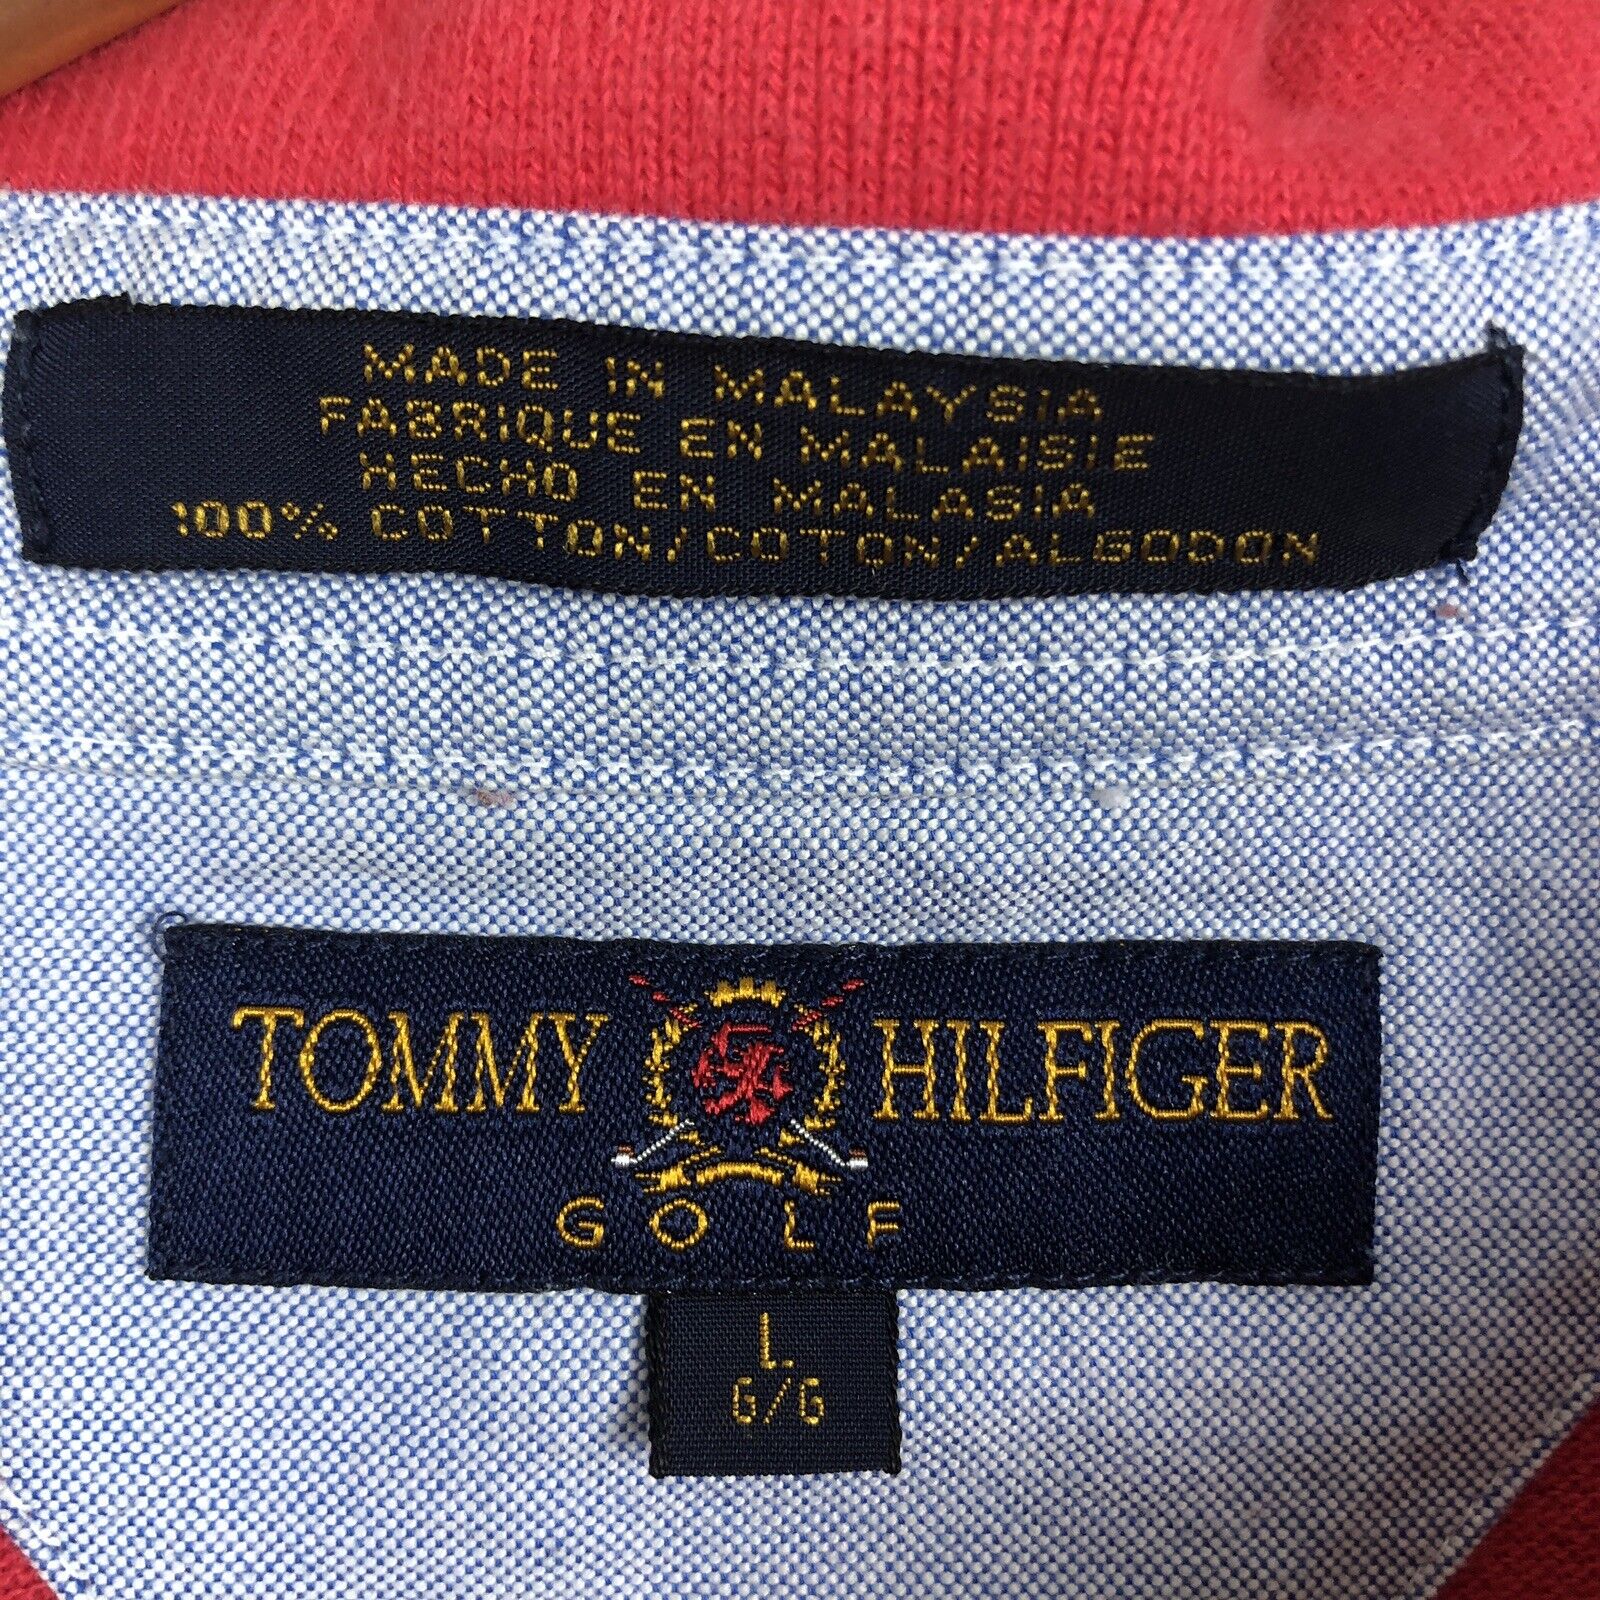 MADE IN MALAYSIA
FABRIQUE EN MALAISIE
HECHO EN MALASIA
100% COTTON/COTON/ALGODON
TOMMY HILFIGER
GOLF
L
G/G